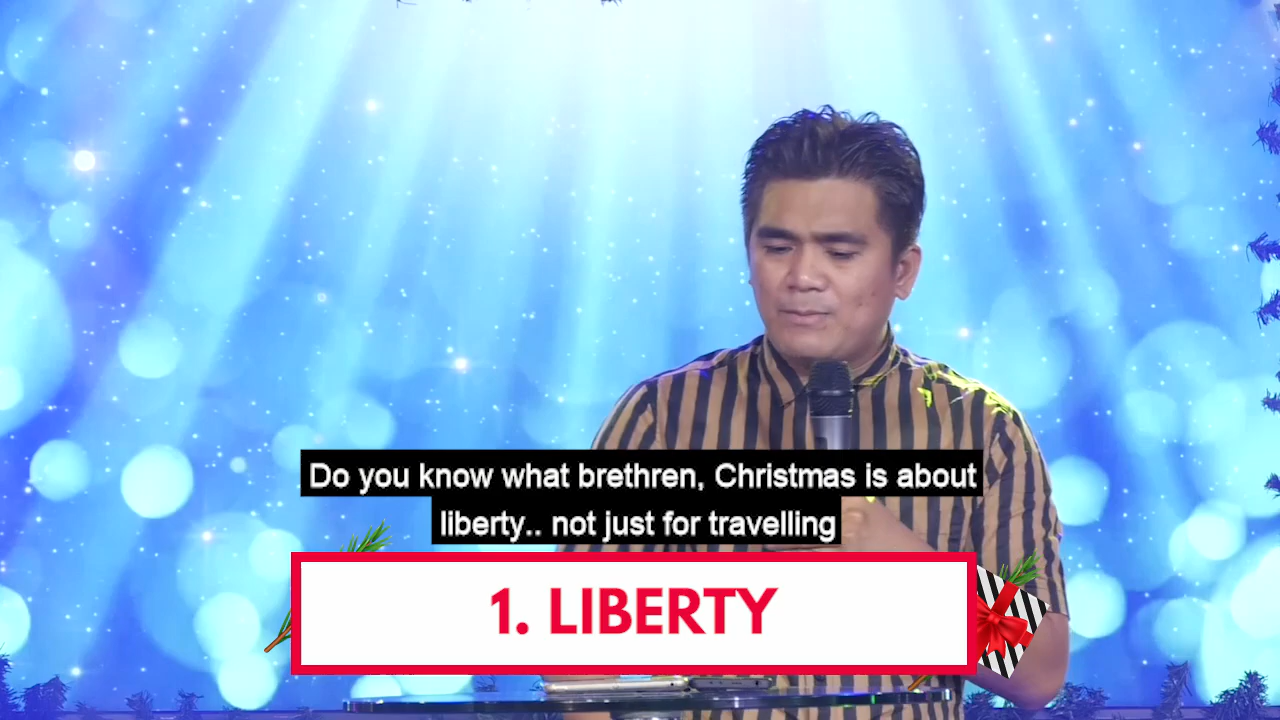 Do you know what brethren, Christmas is about
liberty.. not just for travelling
1. LIBERTY